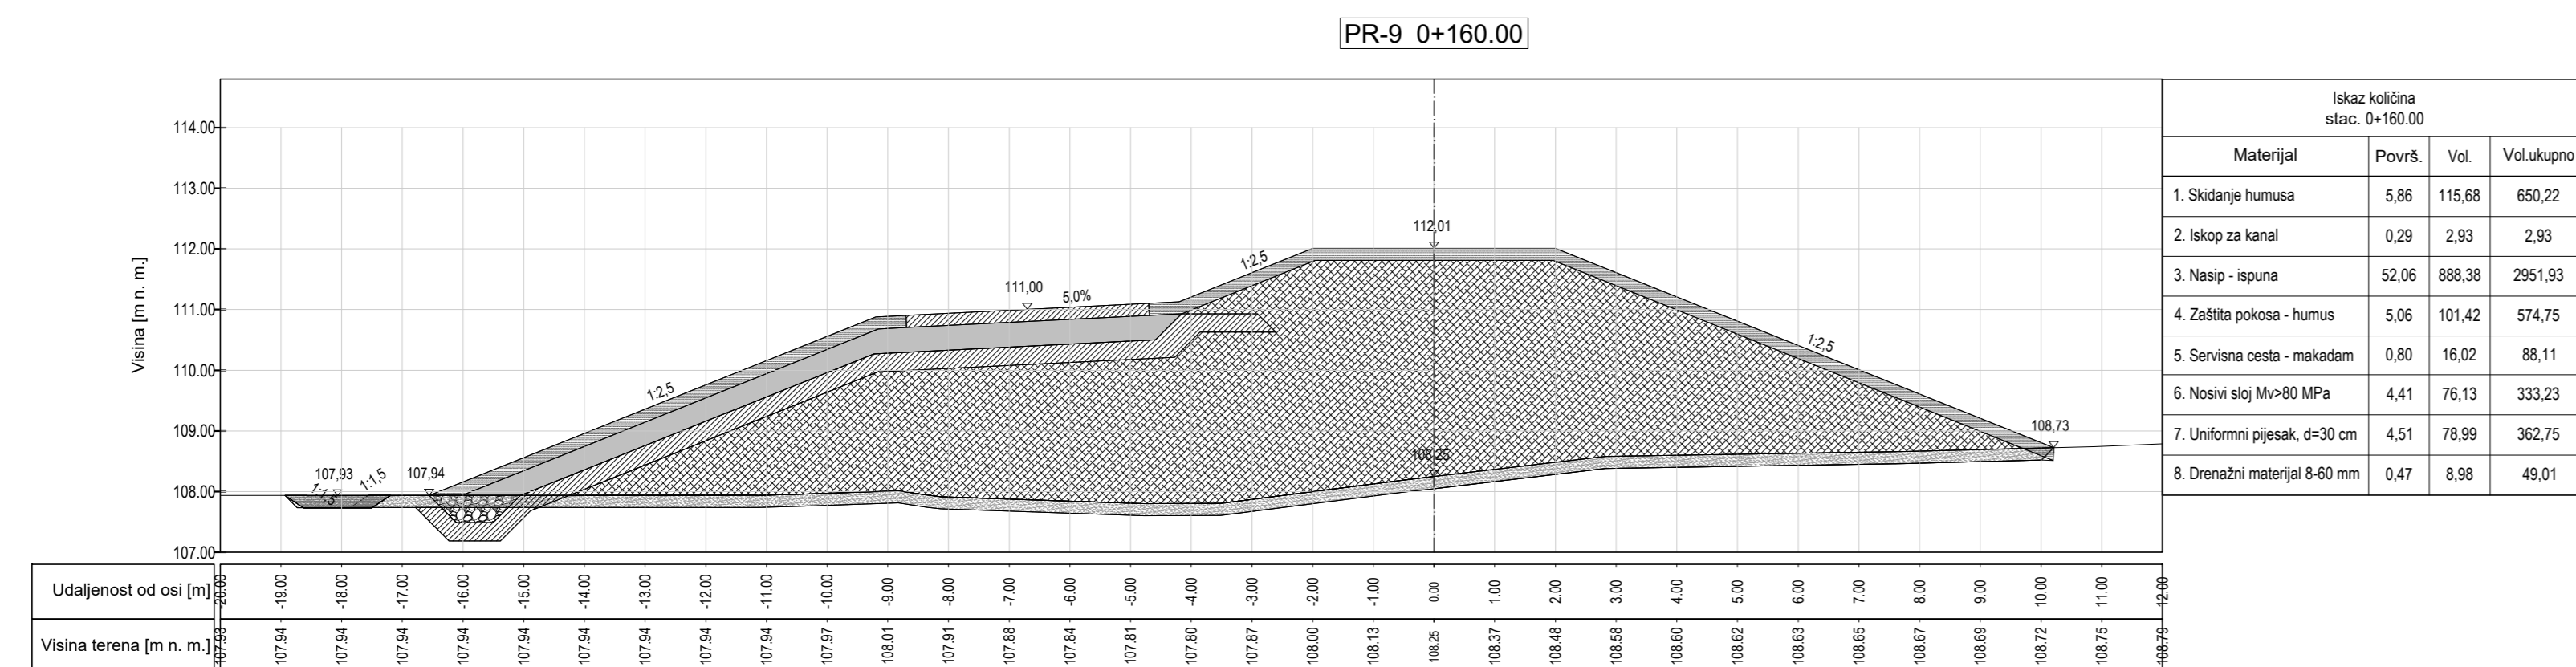 PR-9 0+160.00
Iskaz količina
stac. 0+160.00
Materijal Površ. Vol. Vol.ukupno
1. Skidanje humusa 5,86 115,68 650,22
2. Iskop za kanal 0,29 2,93 2,93
3. Nasip - ispuna 52,06 888,38 2951,93
4. Zaštita pokosa - humus 5,06 101,42 574,75
5. Servisna cesta - makadam 0,80 16,02 88,11
6. Nosivi sloj Mv>80 MPa 4,41 76,13 333,23
7. Uniformni pijesak, d=30 cm 4,51 78,99 362,75
8. Drenažni materijal 8-60 mm 0,47 8,98 49,01
Visina [m n. m.]
114.00
113.00
112.00
111.00
110.00
109.00
108.00
107.00
112,01
1:2,5
111,00
5,0%
1:2,5
1:2,5
108,73
108,25
107,93
1:1,5
1:1,5
107,94
Udaljenost od osi [m] -20.00 -19.00 -18.00 -17.00 -16.00 -15.00 -14.00 -13.00 -12.00 -11.00 -10.00 -9.00 -8.00 -7.00 -6.00 -5.00 -4.00 -3.00 -2.00 -1.00 0.00 1.00 2.00 3.00 4.00 5.00 6.00 7.00 8.00 9.00 10.00 11.00 12.00
Visina terena [m n. m.] 107.93 107.94 107.94 107.94 107.94 107.94 107.94 107.94 107.94 107.94 107.97 108.01 107.91 107.88 107.84 107.81 107.80 107.87 108.00 108.13 108.25 108.37 108.48 108.58 108.60 108.62 108.63 108.65 108.67 108.69 108.72 108.75 108.79